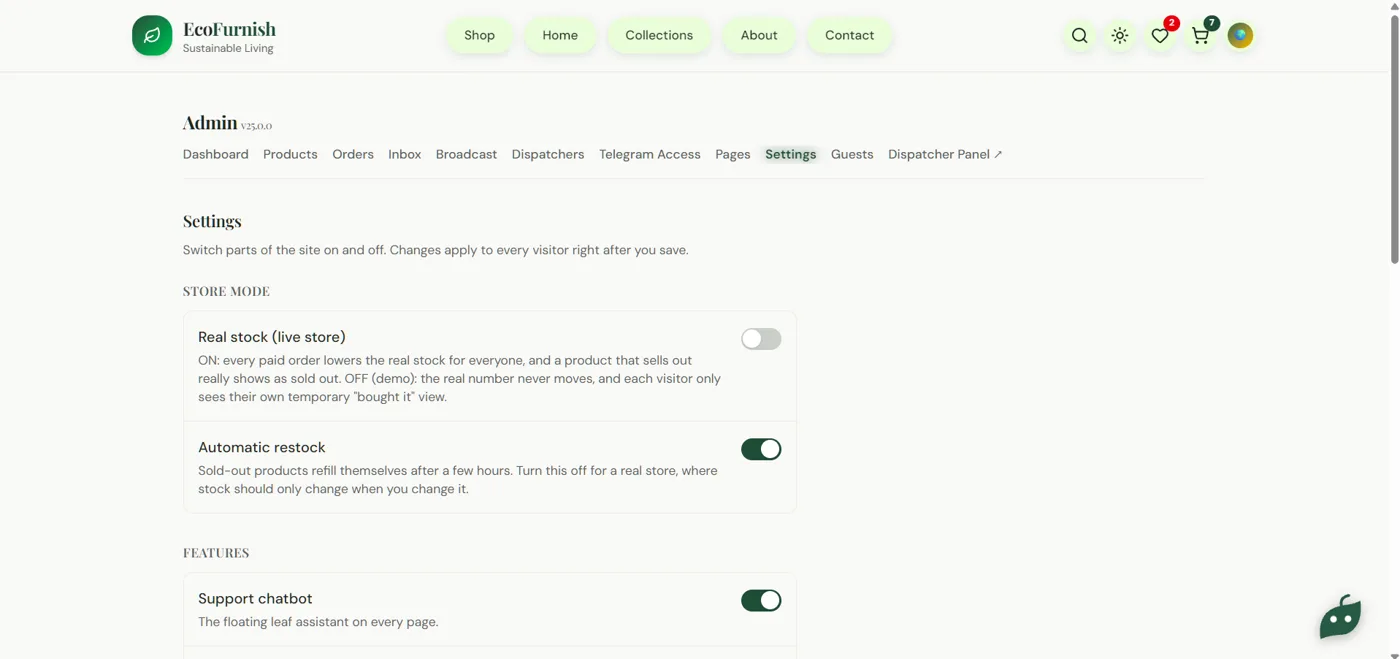 EcoFurnish
Sustainable Living
Shop
Home
Collections
About
Contact
2
7
Admin v25.0.0
Dashboard
Products
Orders
Inbox
Broadcast
Dispatchers
Telegram Access
Pages
Settings
Guests
Dispatcher Panel ↗
Settings
Switch parts of the site on and off. Changes apply to every visitor right after you save.
STORE MODE
Real stock (live store)
ON: every paid order lowers the real stock for everyone, and a product that sells out
really shows as sold out. OFF (demo): the real number never moves, and each visitor only
sees their own temporary "bought it" view.
Automatic restock
Sold-out products refill themselves after a few hours. Turn this off for a real store, where
stock should only change when you change it.
FEATURES
Support chatbot
The floating leaf assistant on every page.